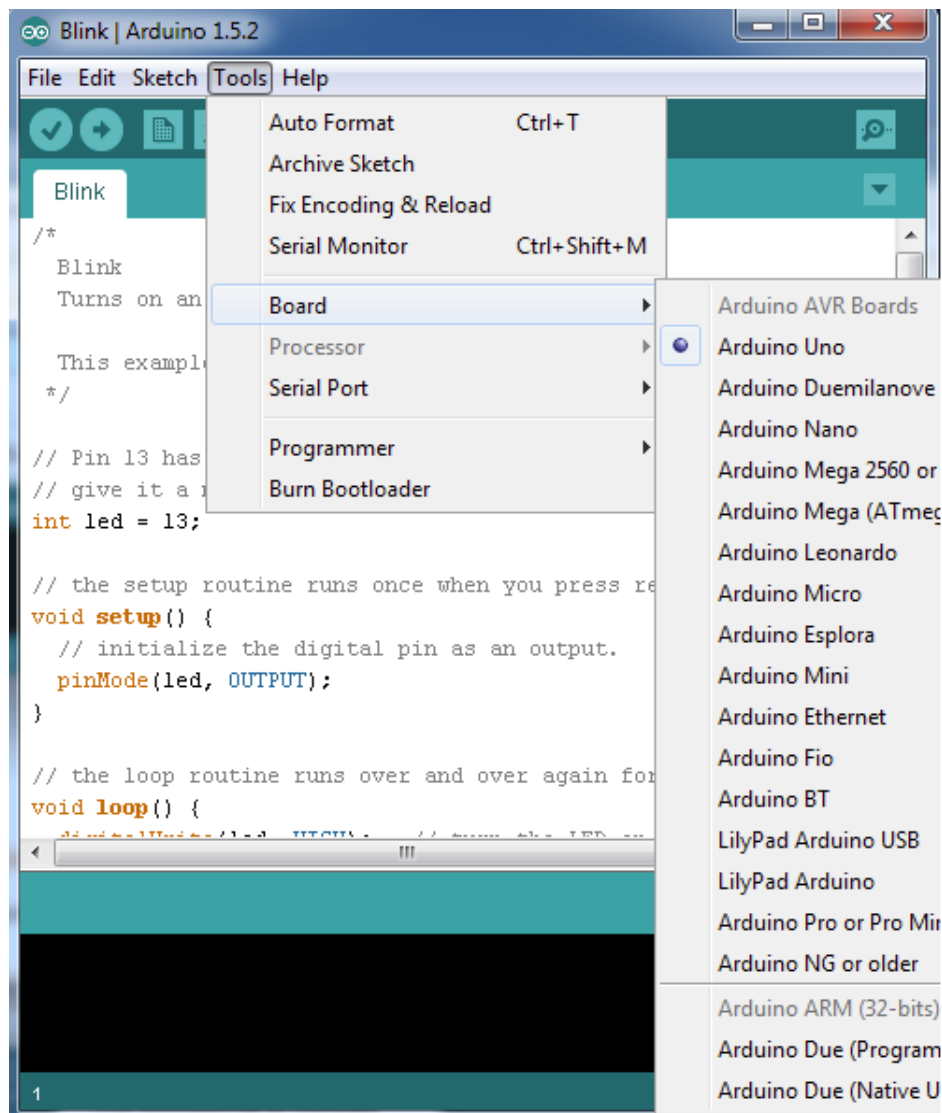 Blink | Arduino 1.5.2
File Edit Sketch Tools Help
Auto Format Ctrl+T
Archive Sketch
Fix Encoding & Reload
Serial Monitor Ctrl+Shift+M
Board
Processor
Serial Port
Programmer
Burn Bootloader
Arduino AVR Boards
Arduino Uno
Arduino Duemilanove
Arduino Nano
Arduino Mega 2560 or
Arduino Mega (ATmeg
Arduino Leonardo
Arduino Micro
Arduino Esplora
Arduino Mini
Arduino Ethernet
Arduino Fio
Arduino BT
LilyPad Arduino USB
LilyPad Arduino
Arduino Pro or Pro Min
Arduino NG or older
Arduino ARM (32-bits)
Arduino Due (Program
Arduino Due (Native U
Blink
/*
Blink
Turns on an
This exampl
*/
// Pin 13 has
// give it a
int led = 13;
// the setup routine runs once when you press re
void setup() {
// initialize the digital pin as an output.
pinMode(led, OUTPUT);
}
// the loop routine runs over and over again for
void loop() {
1